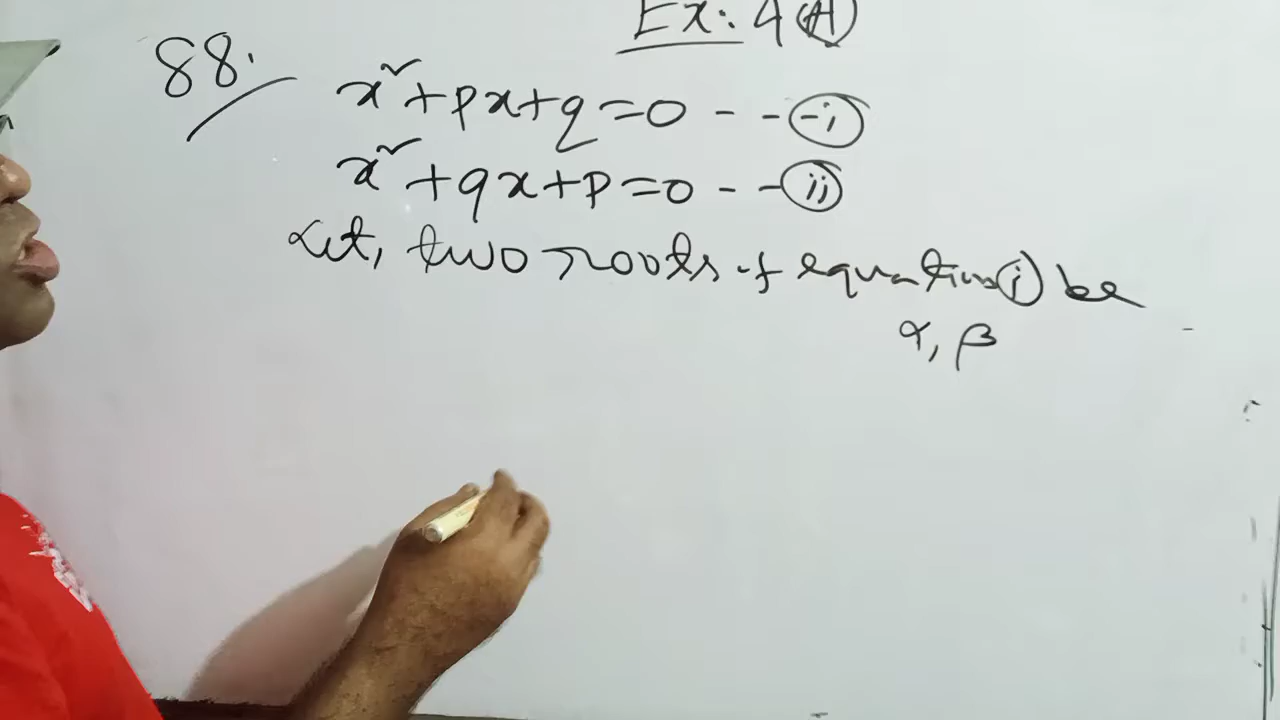 Ex: 4(A)
88.
x² + px + q = 0 - - - (i)
x² + qx + p = 0 - - (ii)
Let, two roots of equation (i) be
α, β